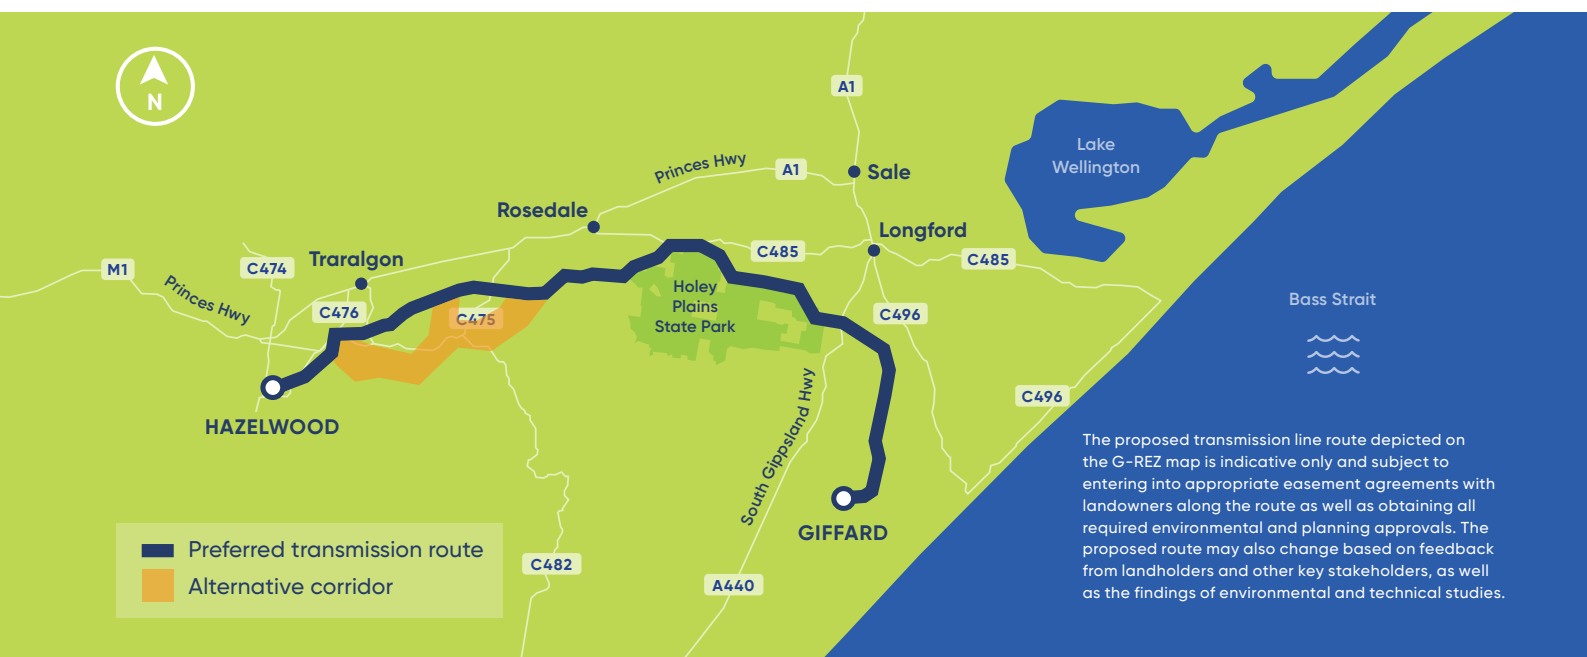 N
A1
Lake
Wellington
Princes Hwy
A1
Sale
Rosedale
Longford
Traralgon
C485
C485
M1
C474
Princes Hwy
C476
C475
Holey
Plains
State Park
C496
Bass Strait
South Gippsland Hwy
C496
HAZELWOOD
GIFFARD
C482
A440
Preferred transmission route
Alternative corridor
The proposed transmission line route depicted on
the G-REZ map is indicative only and subject to
entering into appropriate easement agreements with
landowners along the route as well as obtaining all
required environmental and planning approvals. The
proposed route may also change based on feedback
from landholders and other key stakeholders, as well
as the findings of environmental and technical studies.